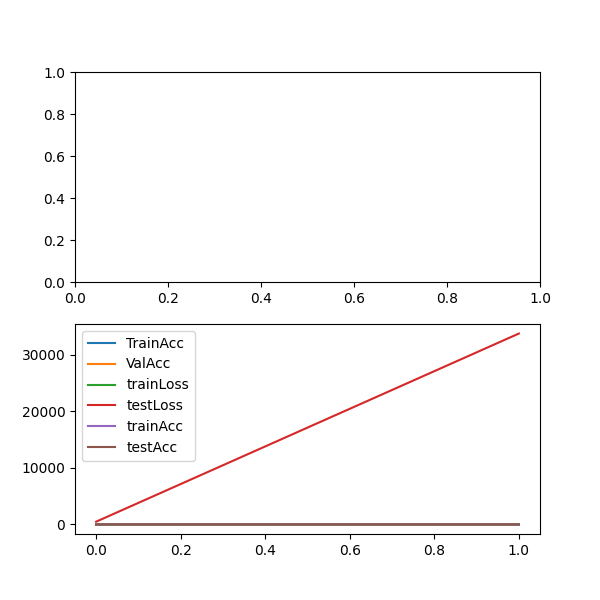 1.0
0.8
0.6
0.4
0.2
0.0
0.0 0.2 0.4 0.6 0.8 1.0
TrainAcc
ValAcc
trainLoss
testLoss
trainAcc
testAcc
30000
20000
10000
0
0.0 0.2 0.4 0.6 0.8 1.0